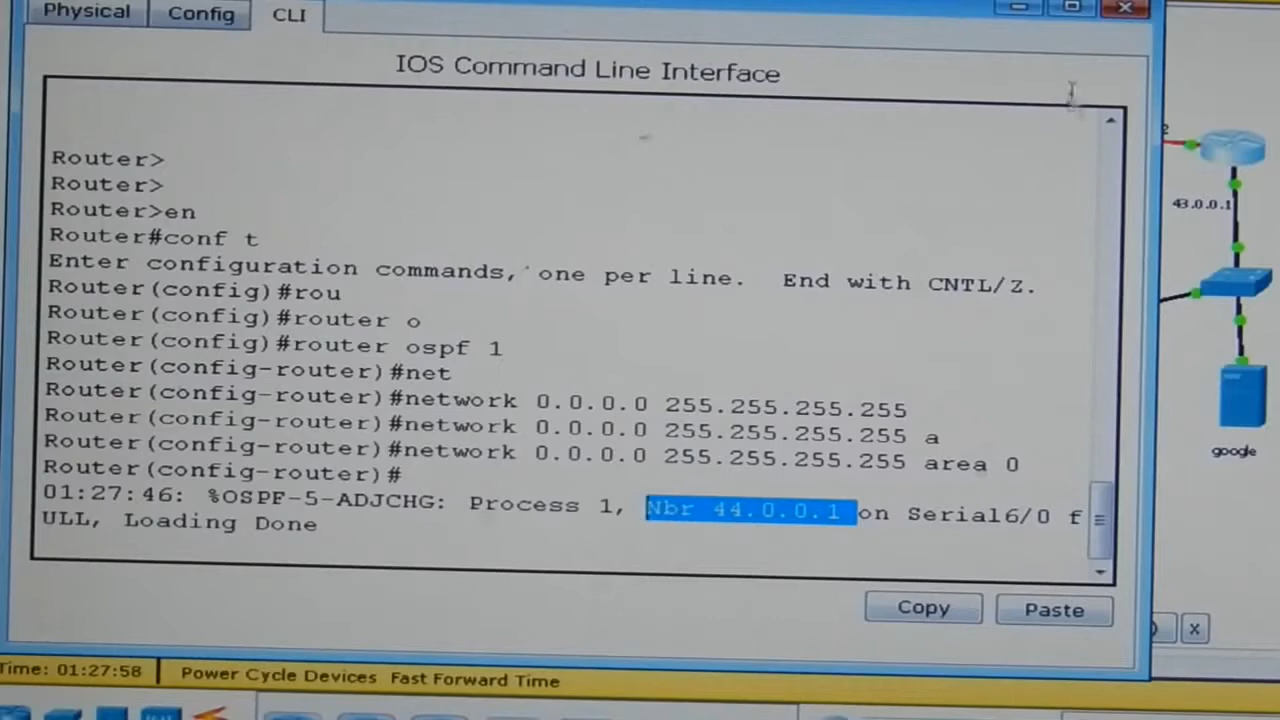 Physical Config CLI
IOS Command Line Interface
Router>
Router>
Router>en
Router#conf t
Enter configuration commands, one per line. End with CNTL/Z.
Router(config)#rou
Router(config)#router o
Router(config)#router ospf 1
Router(config-router)#net
Router(config-router)#network 0.0.0.0 255.255.255.255
Router(config-router)#network 0.0.0.0 255.255.255.255 a
Router(config-router)#network 0.0.0.0 255.255.255.255 area 0
Router(config-router)#
01:27:46: %OSPF-5-ADJCHG: Process 1, Nbr 44.0.0.1 on Serial6/0 f
ULL, Loading Done
Copy Paste
2
43.0.0.1
google
X
Time: 01:27:58 Power Cycle Devices Fast Forward Time